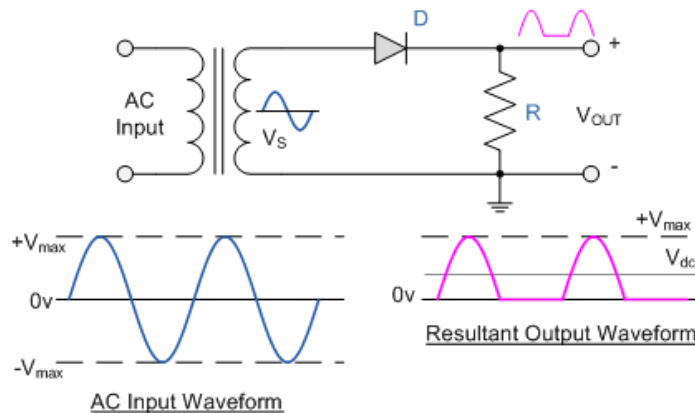 D
+
AC
Input
V_S
R
V_OUT
-
+V_max
0v
-V_max
AC Input Waveform
+V_max
V_dc
0v
Resultant Output Waveform